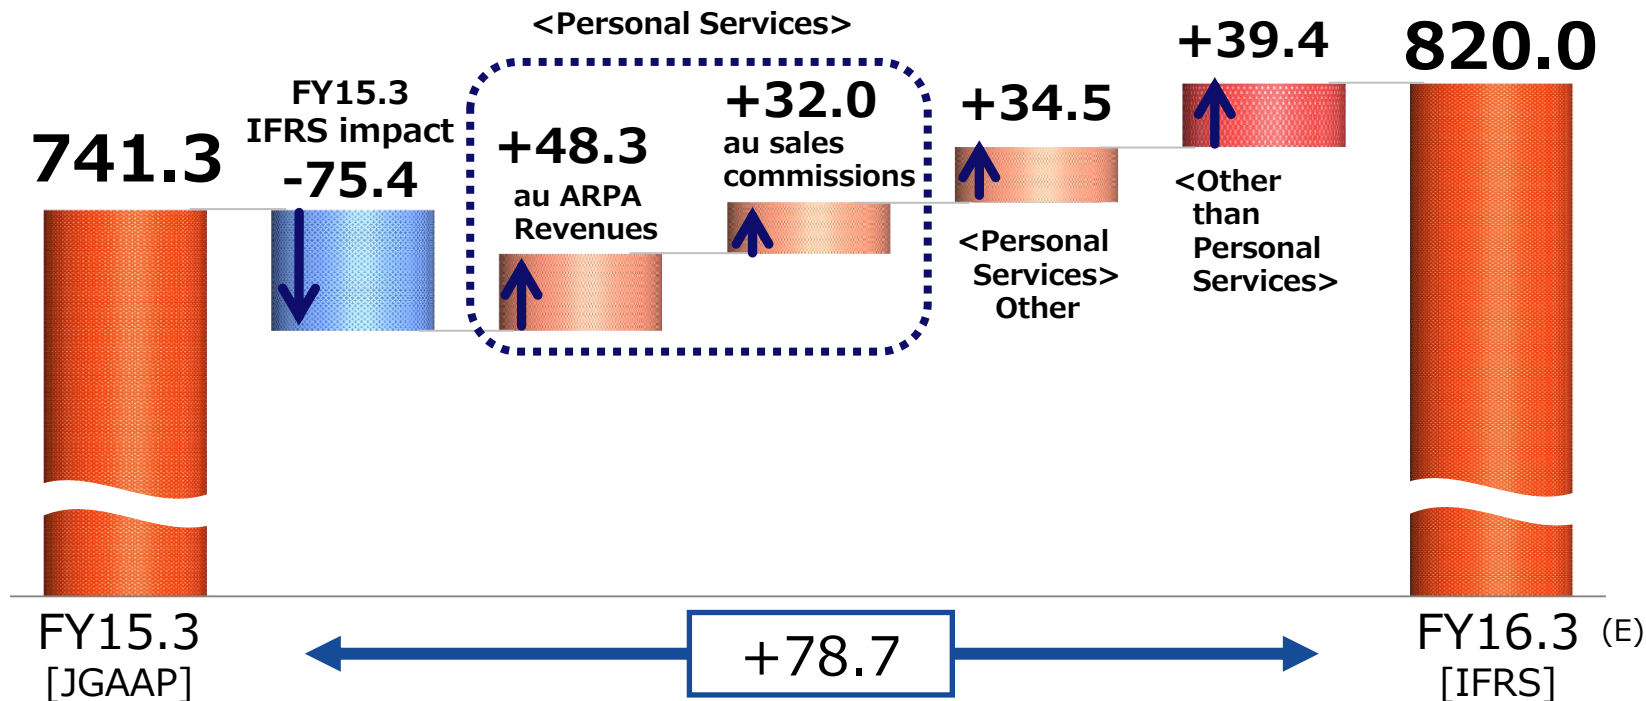 <Personal Services>
741.3
FY15.3
IFRS impact
-75.4
+48.3
au ARPA
Revenues
+32.0
au sales
commissions
+34.5
<Personal
Services>
Other
+39.4
<Other
than
Personal
Services>
820.0
FY15.3
[JGAAP]
+78.7
FY16.3 (E)
[IFRS]